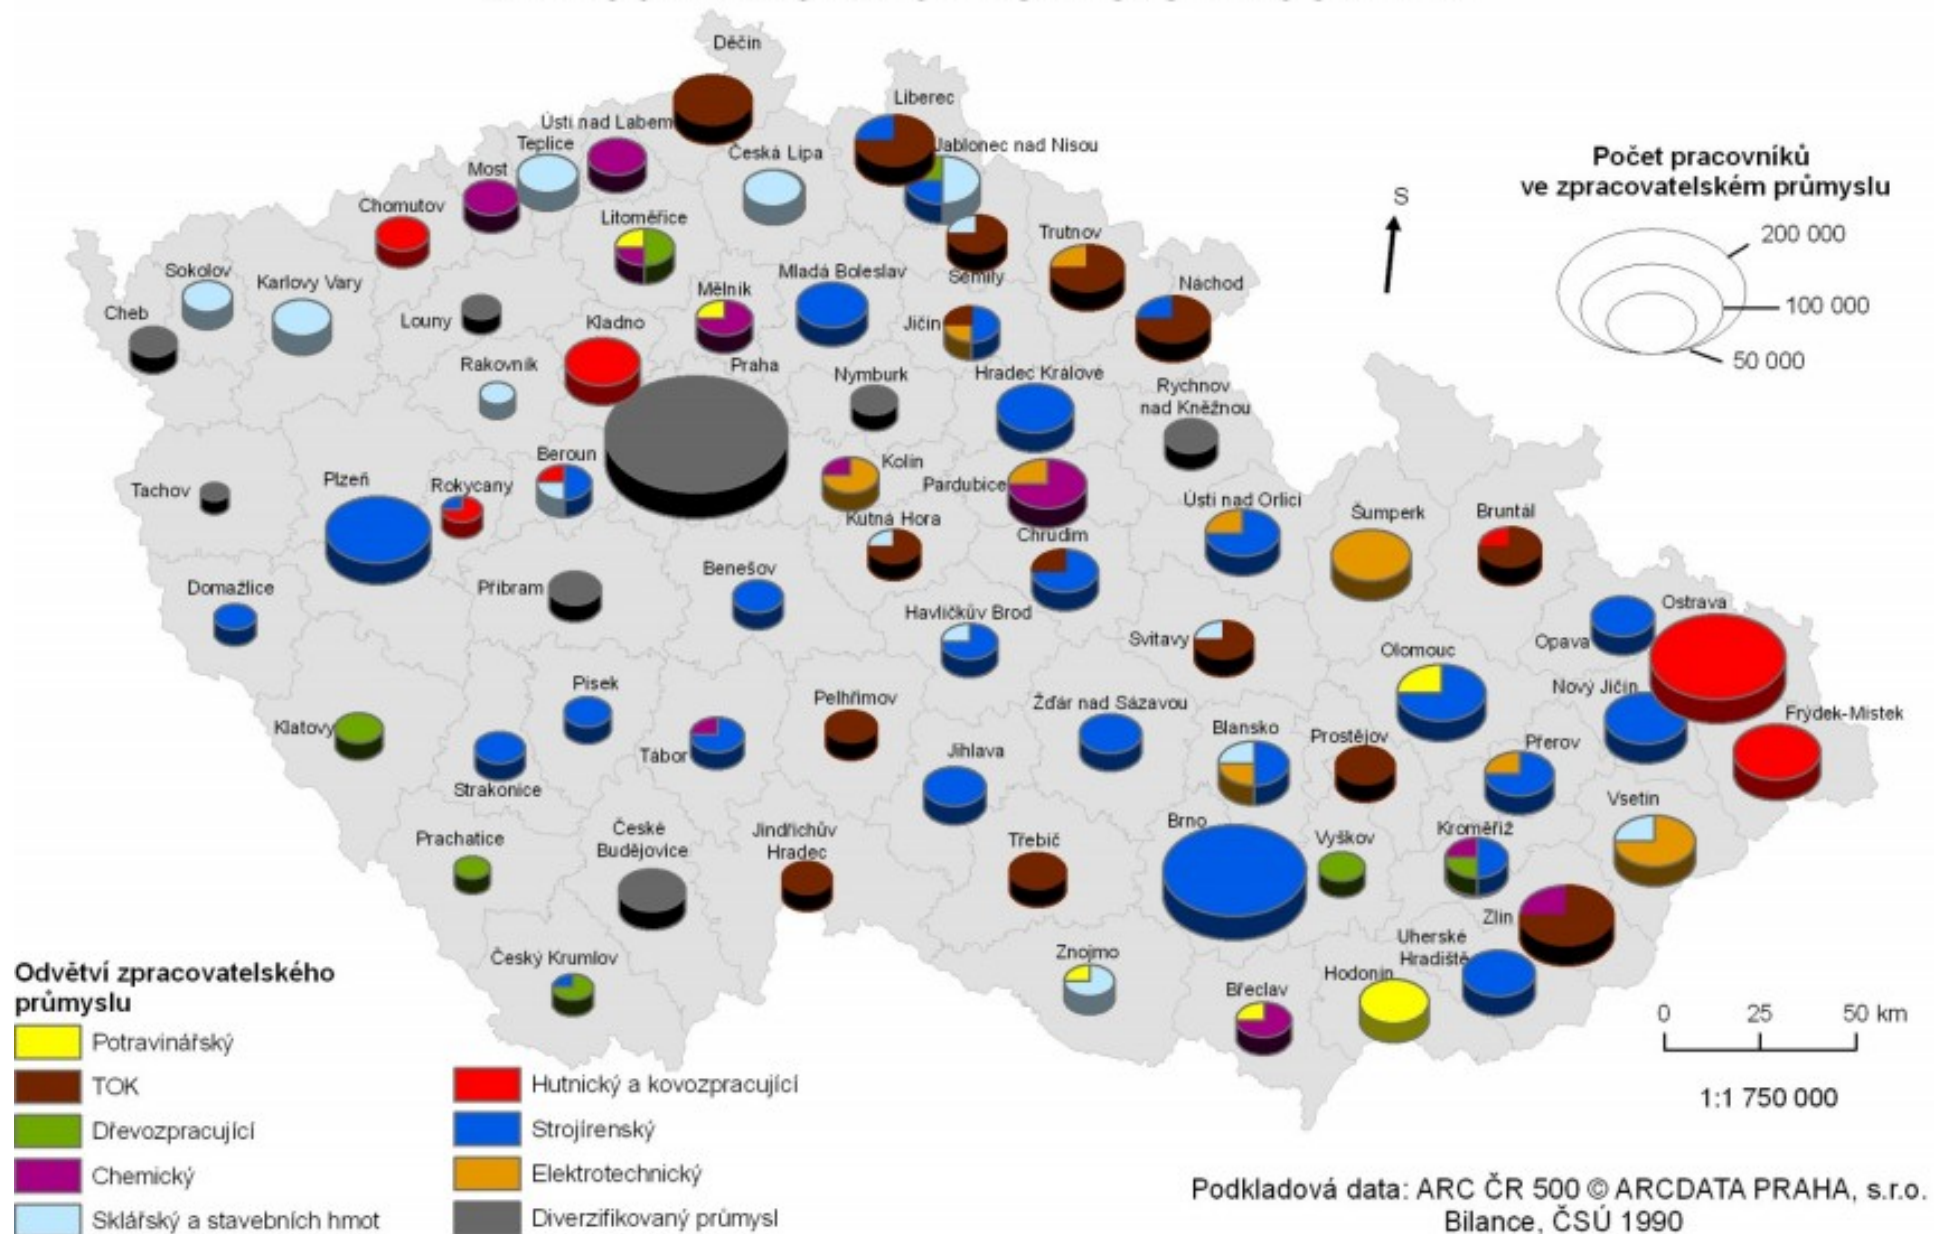 Děčín
Liberec
Ústí nad Labem
Teplice
Jablonec nad Nisou
Česká Lípa
Most
Chomutov
Litoměřice
Trutnov
Sokolov
Karlovy Vary
Mladá Boleslav
Semily
Náchod
Mělník
Cheb
Louny
Kladno
Jičín
Rakovník
Praha
Nymburk
Hradec Králové
Rychnov
nad Kněžnou
Beroun
Kolín
Plzeň
Rokycany
Pardubice
Tachov
Ústí nad Orlicí
Šumperk
Bruntál
Kutná Hora
Chrudim
Domažlice
Příbram
Benešov
Ostrava
Havlíčkův Brod
Svitavy
Opava
Olomouc
Písek
Pelhřimov
Nový Jičín
Žďár nad Sázavou
Frýdek-Místek
Klatovy
Tábor
Blansko
Prostějov
Přerov
Jihlava
Strakonice
Vsetín
Brno
České
Budějovice
Jindřichův
Hradec
Prachatice
Třebíč
Vyškov
Kroměříž
Zlín
Uherské
Hradiště
Český Krumlov
Znojmo
Hodonín
Břeclav
S
Počet pracovníků
ve zpracovatelském průmyslu
200 000
100 000
50 000
Odvětví zpracovatelského
průmyslu
Potravinářský
TOK
Dřevozpracující
Chemický
Sklářský a stavebních hmot
Hutnický a kovozpracující
Strojírenský
Elektrotechnický
Diverzifikovaný průmysl
0 25 50 km
1:1 750 000
Podkladová data: ARC ČR 500 © ARCDATA PRAHA, s.r.o.
Bilance, ČSÚ 1990